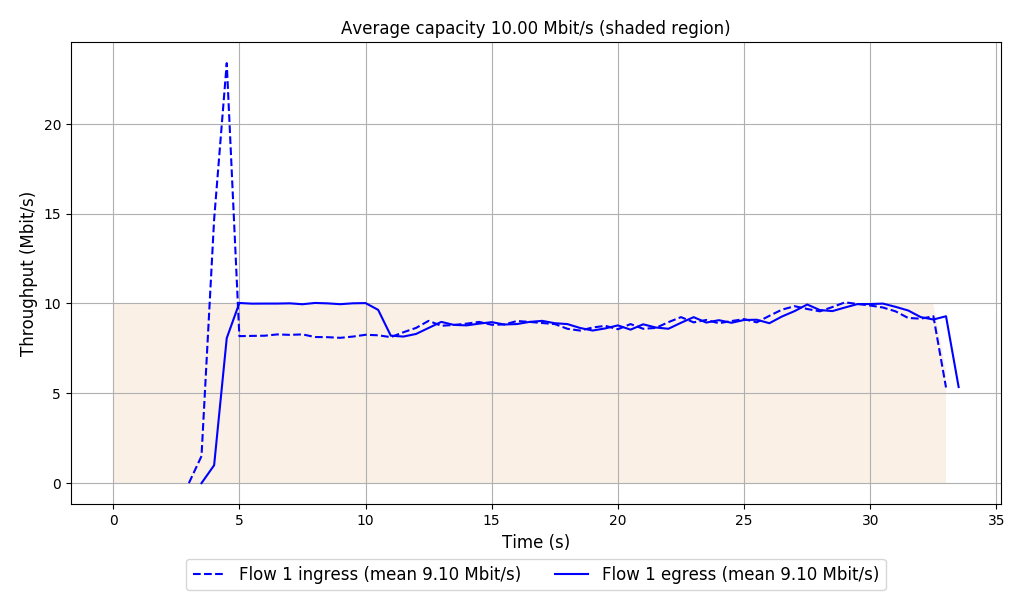 Average capacity 10.00 Mbit/s (shaded region)
Throughput (Mbit/s)
20
15
10
5
0
0 5 10 15 20 25 30 35
Time (s)
Flow 1 ingress (mean 9.10 Mbit/s) Flow 1 egress (mean 9.10 Mbit/s)